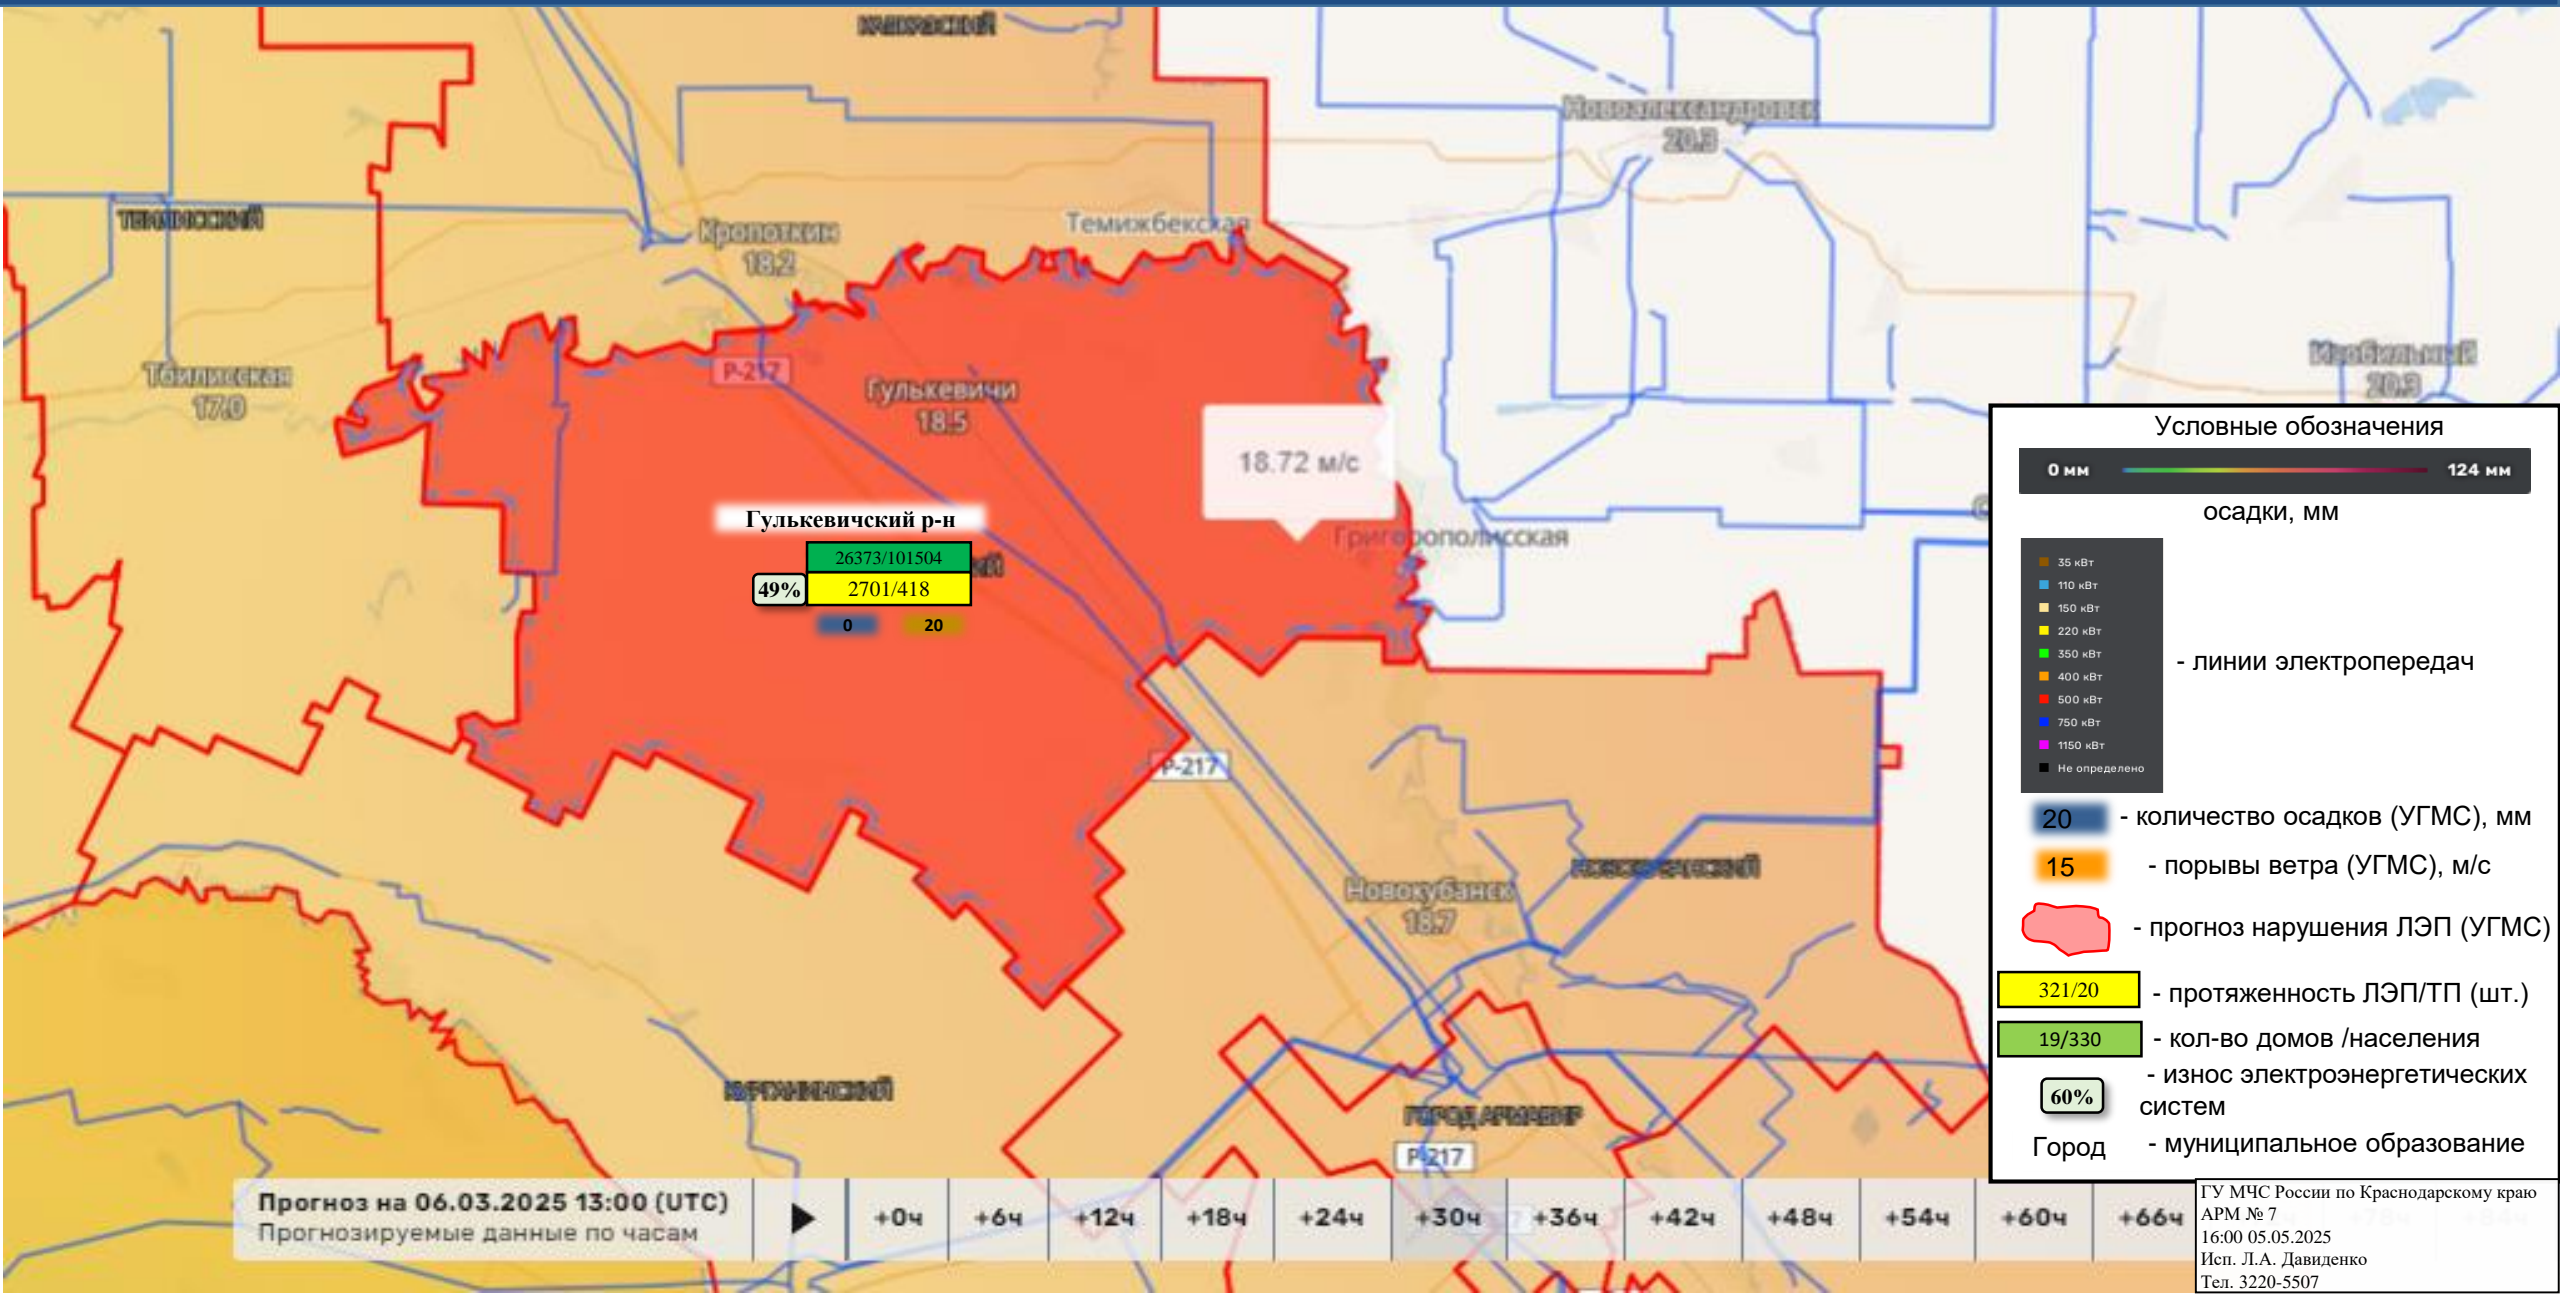 КАВКАЗСКИЙ
Новоалександровск
20.3
ТБИЛИССКИЙ
Кропоткин
18.2
Темижбекская
Тбилисская
17.0
Р-217
Гулькевичи
18.5
Изобильный
20.3
18.72 м/с
Григорополисская
Гулькевичский р-н
26373/101504
49%
2701/418
0
20
Р-217
НОВОКУБАНСКИЙ
Новокубанск
18.7
КУРГАНИНСКИЙ
ГОРОД АРМАВИР
Р-217
Условные обозначения
0 мм
124 мм
осадки, мм
35 кВт
110 кВт
150 кВт
220 кВт
350 кВт
400 кВт
500 кВт
750 кВт
1150 кВт
Не определено
- линии электропередач
20 - количество осадков (УГМС), мм
15 - порывы ветра (УГМС), м/с
- прогноз нарушения ЛЭП (УГМС)
321/20 - протяженность ЛЭП/ТП (шт.)
19/330 - кол-во домов /населения
60% - износ электроэнергетических
систем
Город - муниципальное образование
Прогноз на 06.03.2025 13:00 (UTC)
Прогнозируемые данные по часам
+0ч +6ч +12ч +18ч +24ч +30ч +36ч +42ч +48ч +54ч +60ч +66ч
ГУ МЧС России по Краснодарскому краю
АРМ № 7
16:00 05.05.2025
Исп. Л.А. Давиденко
Тел. 3220-5507